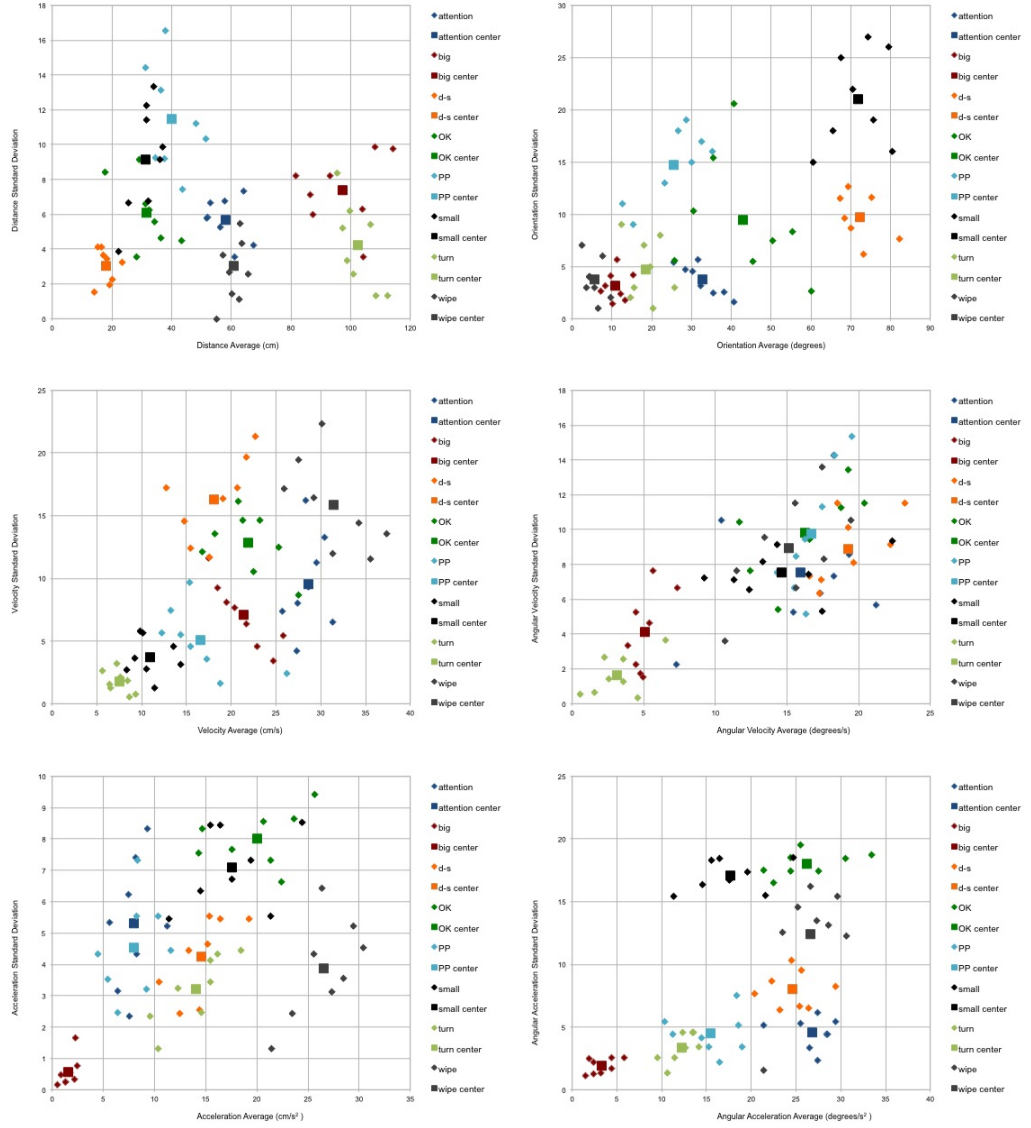 18
16
14
12
10
8
6
4
2
0
0 20 40 60 80 100 120
Distance Standard Deviation
Distance Average (cm)
attention
attention center
big
big center
d-s
d-s center
OK
OK center
PP
PP center
small
small center
turn
turn center
wipe
wipe center
30
25
20
15
10
5
0
0 10 20 30 40 50 60 70 80 90
Orientation Standard Deviation
Orientation Average (degrees)
attention
attention center
big
big center
d-s
d-s center
OK
OK center
PP
PP center
small
small center
turn
turn center
wipe
wipe center
25
20
15
10
5
0
0 5 10 15 20 25 30 35 40
Velocity Standard Deviation
Velocity Average (cm/s)
attention
attention center
big
big center
d-s
d-s center
OK
OK center
PP
PP center
small
small center
turn
turn center
wipe
wipe center
18
16
14
12
10
8
6
4
2
0
0 5 10 15 20 25
Angular Velocity Standard Deviation
Angular Velocity Average (degrees/s)
attention
attention center
big
big center
d-s
d-s center
OK
OK center
PP
PP center
small
small center
turn
turn center
wipe
wipe center
10
9
8
7
6
5
4
3
2
1
0
0 5 10 15 20 25 30 35
Acceleration Standard Deviation
Acceleration Average (cm/s² )
attention
attention center
big
big center
d-s
d-s center
OK
OK center
PP
PP center
small
small center
turn
turn center
wipe
wipe center
25
20
15
10
5
0
0 5 10 15 20 25 30 35 40
Angular Acceleration Standard Deviation
Angular Acceleration Average (degrees/s² )
attention
attention center
big
big center
d-s
d-s center
OK
OK center
PP
PP center
small
small center
turn
turn center
wipe
wipe center